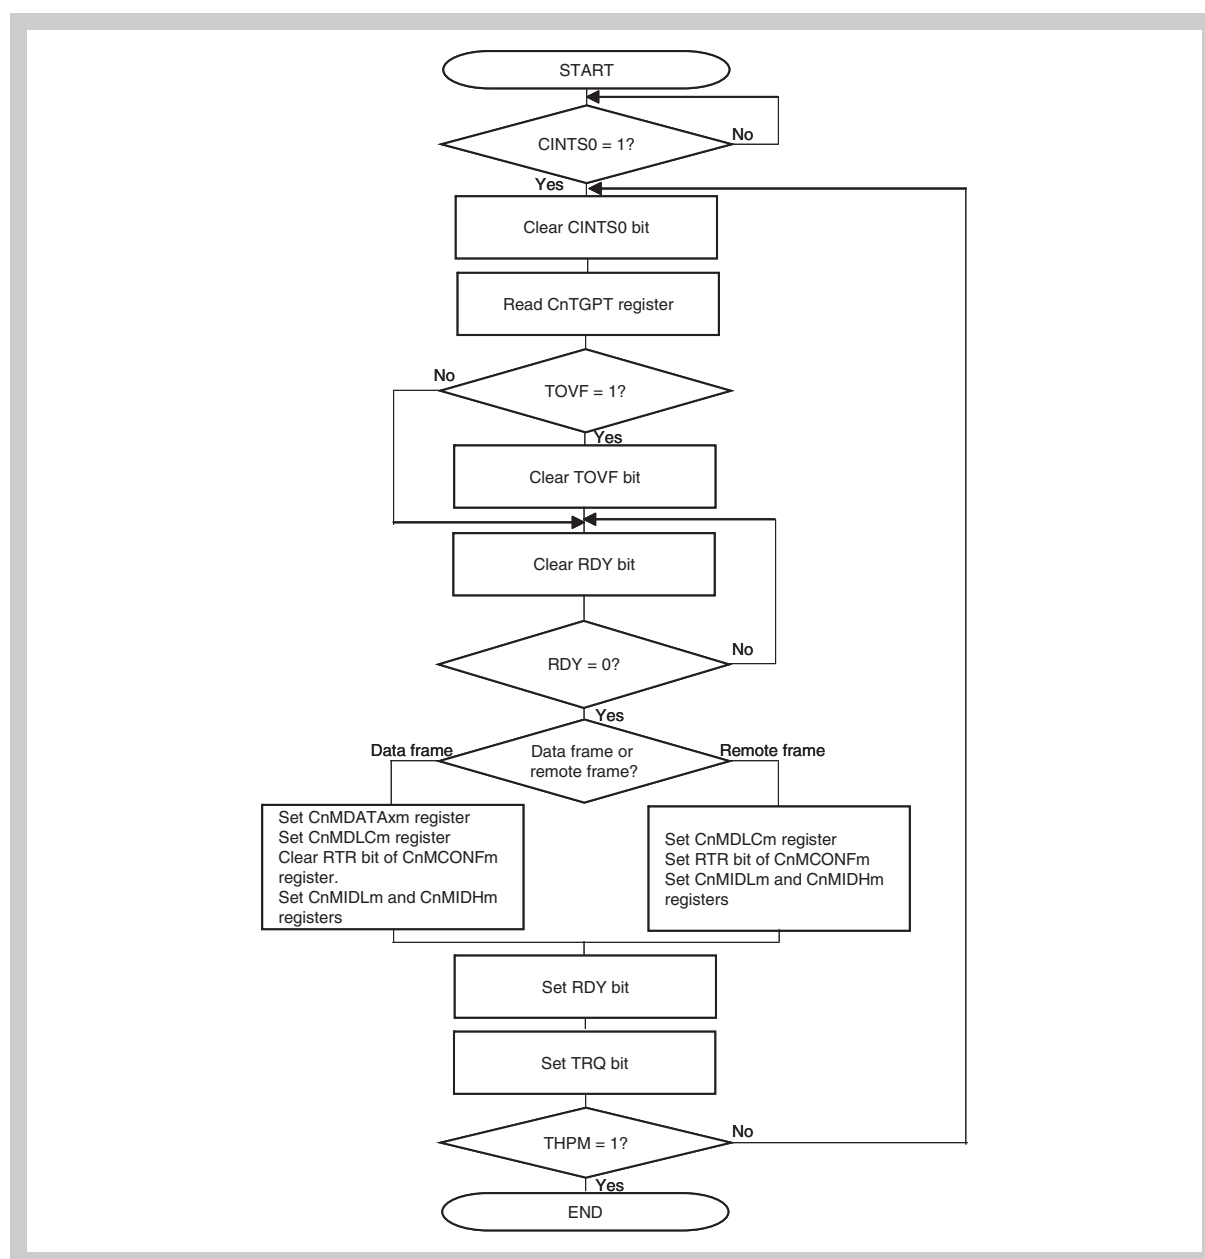 START
CINTS0 = 1?
No
Yes
Clear CINTS0 bit
Read CnTGPT register
No
TOVF = 1?
Yes
Clear TOVF bit
Clear RDY bit
No
RDY = 0?
Yes
Data frame
Data frame or
remote frame?
Remote frame
Set CnMDATAxm register
Set CnMDLCm register
Clear RTR bit of CnMCONFm
register.
Set CnMIDLm and CnMIDHm
registers
Set CnMDLCm register
Set RTR bit of CnMCONFm
Set CnMIDLm and CnMIDHm
registers
Set RDY bit
Set TRQ bit
No
THPM = 1?
Yes
END